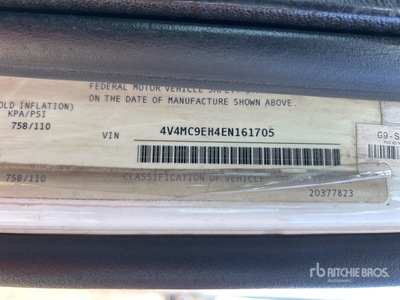 FEDERAL MOTOR VEHICLE SAFETY
ON THE DATE OF MANUFACTURE SHOWN ABOVE.
OLD INFLATION)
KPA/PSI
758/110
VIN 4V4MC9EH4EN161705
G9-S
758/110
CLASSIFICATION OF VEHICLE
20377823
rb RITCHIE BROS.